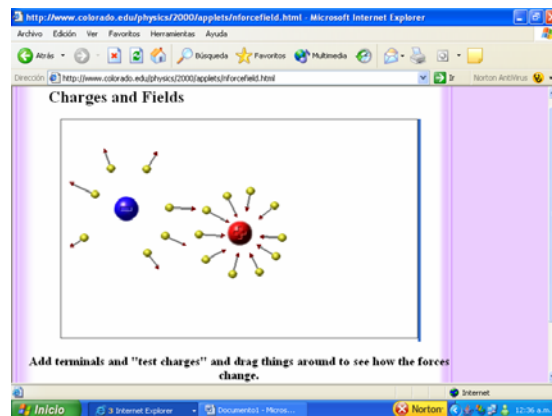 http://www.colorado.edu/physics/2000/applets/nforcefield.html - Microsoft Internet Explorer
Archivo Edición Ver Favoritos Herramientas Ayuda
Atrás Búsqueda Favoritos Multimedia
Dirección http://www.colorado.edu/physics/2000/applets/nforcefield.html Ir Norton AntiVirus
Charges and Fields
Add terminals and "test charges" and drag things around to see how the forces
change.
Internet
Inicio 3 Internet Explorer Documento1 - Micros... Norton 12:36 a.m.